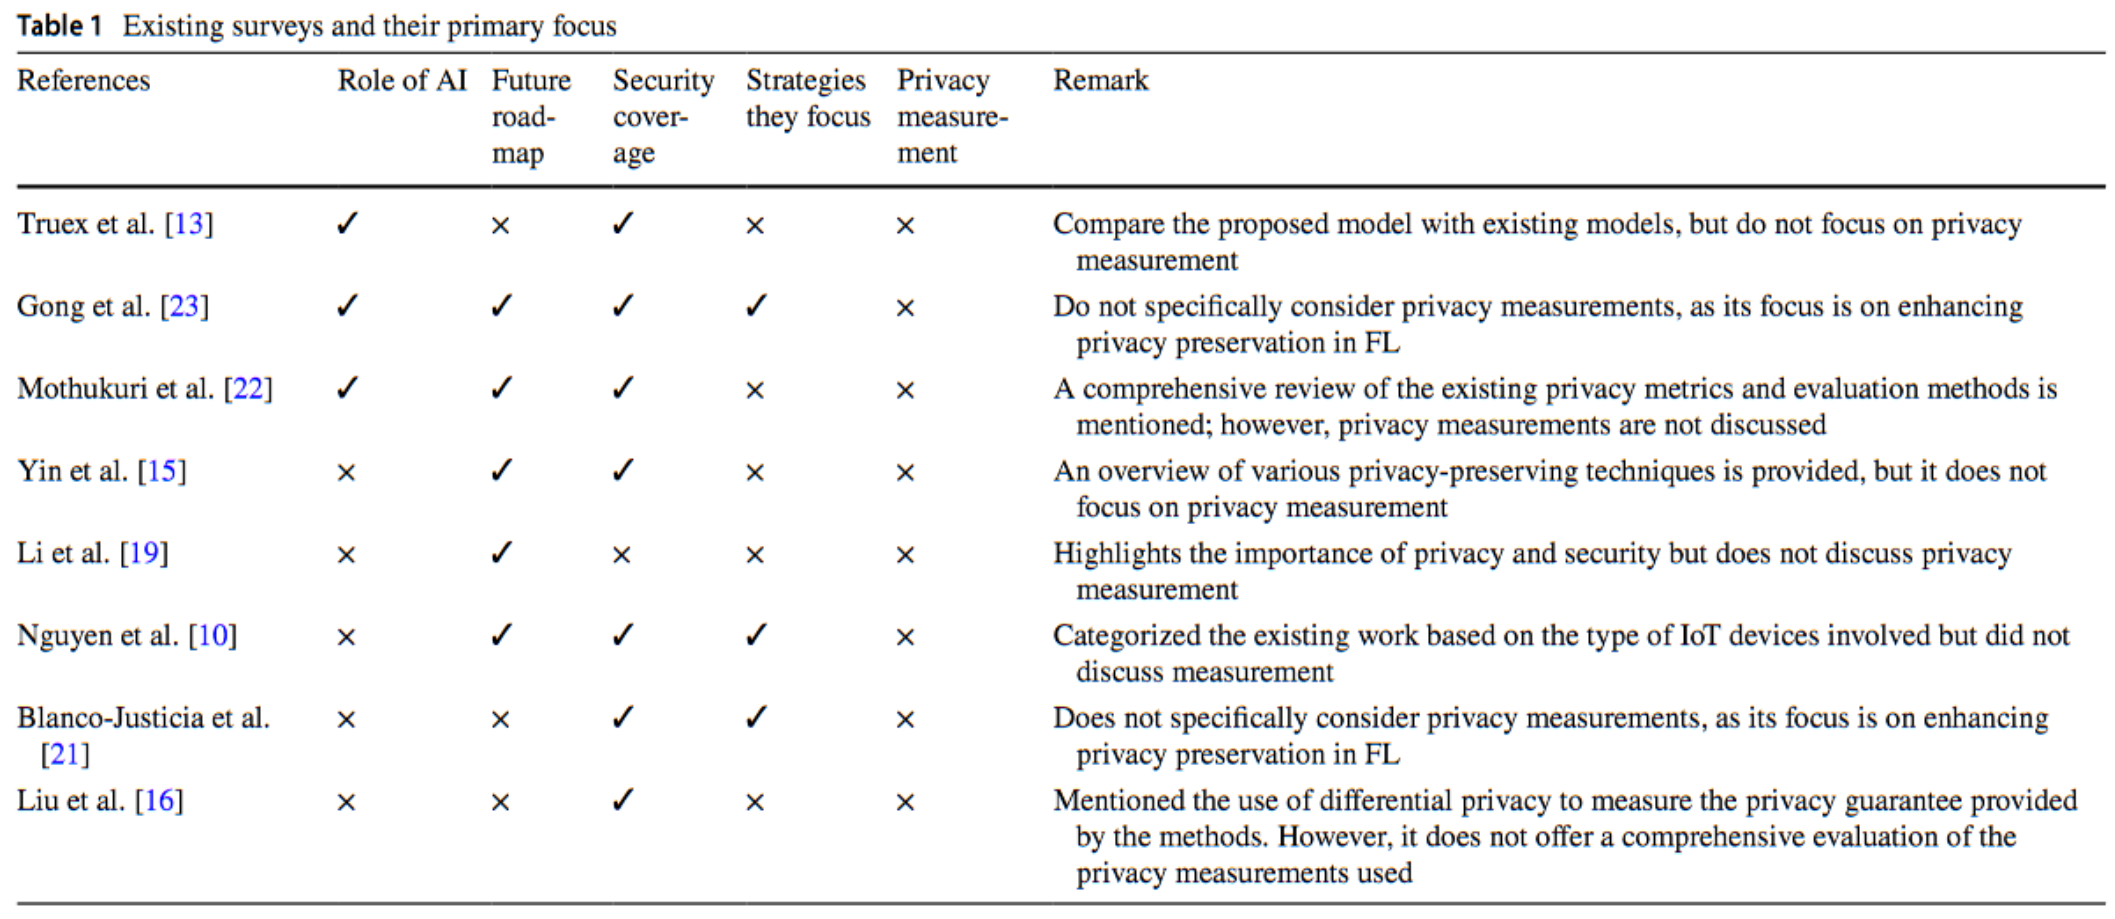 Table 1 Existing surveys and their primary focus
References Role of AI Future road-map Security cover-age Strategies they focus Privacy measure-ment Remark
Truex et al. [13] ✓ × ✓ × × Compare the proposed model with existing models, but do not focus on privacy
measurement
Gong et al. [23] ✓ ✓ ✓ ✓ × Do not specifically consider privacy measurements, as its focus is on enhancing
privacy preservation in FL
Mothukuri et al. [22] ✓ ✓ ✓ × × A comprehensive review of the existing privacy metrics and evaluation methods is
mentioned; however, privacy measurements are not discussed
Yin et al. [15] × ✓ ✓ × × An overview of various privacy-preserving techniques is provided, but it does not
focus on privacy measurement
Li et al. [19] × ✓ × × × Highlights the importance of privacy and security but does not discuss privacy
measurement
Nguyen et al. [10] × ✓ ✓ ✓ × Categorized the existing work based on the type of IoT devices involved but did not
discuss measurement
Blanco-Justicia et al. × × ✓ ✓ × Does not specifically consider privacy measurements, as its focus is on enhancing
[21] privacy preservation in FL
Liu et al. [16] × × ✓ × × Mentioned the use of differential privacy to measure the privacy guarantee provided
by the methods. However, it does not offer a comprehensive evaluation of the
privacy measurements used